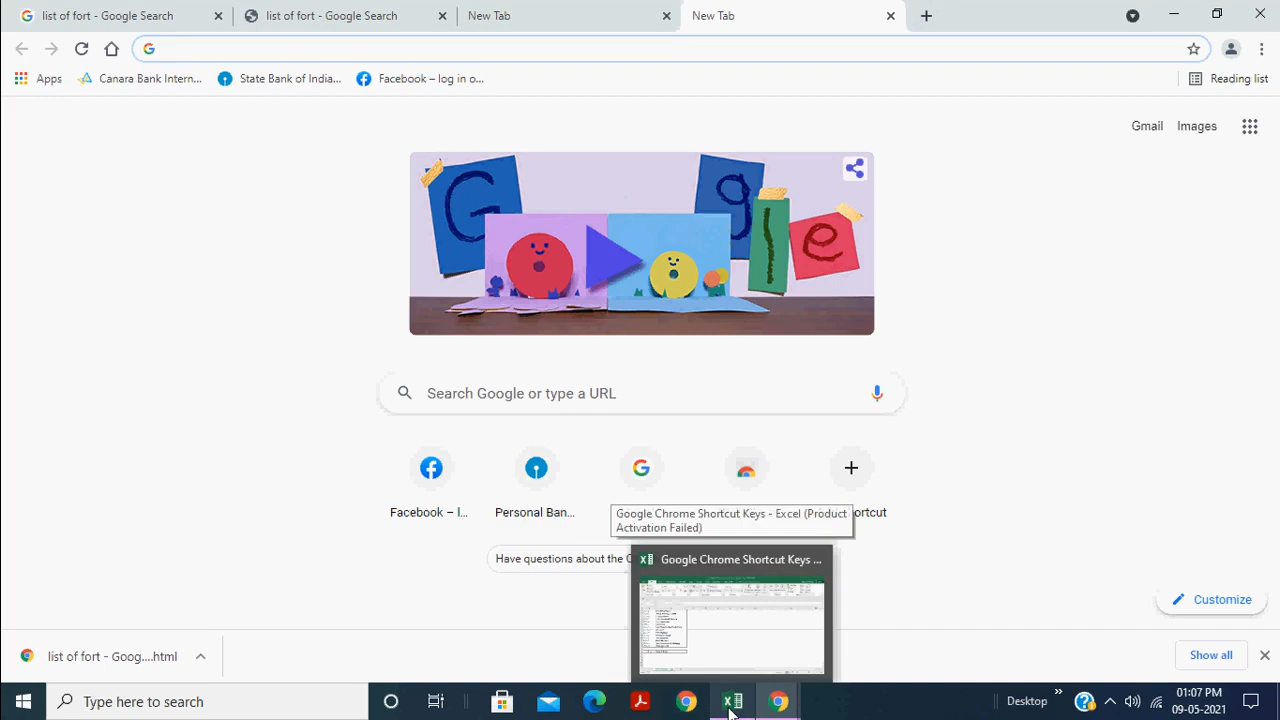 list of fort - Google Search
list of fort - Google Search
New Tab
New Tab
Apps
Canara Bank Intern...
State Bank of India...
Facebook – log in o...
Reading list
Gmail
Images
G
g
l
e
Search Google or type a URL
Facebook – l...
Personal Ban...
ortcut
Google Chrome Shortcut Keys - Excel (Product
Activation Failed)
Have questions about the
Google Chrome Shortcut Keys ...
Customize
list of fort - Goog....html
Show all
Type here to search
Desktop
01:07 PM
09-05-2021